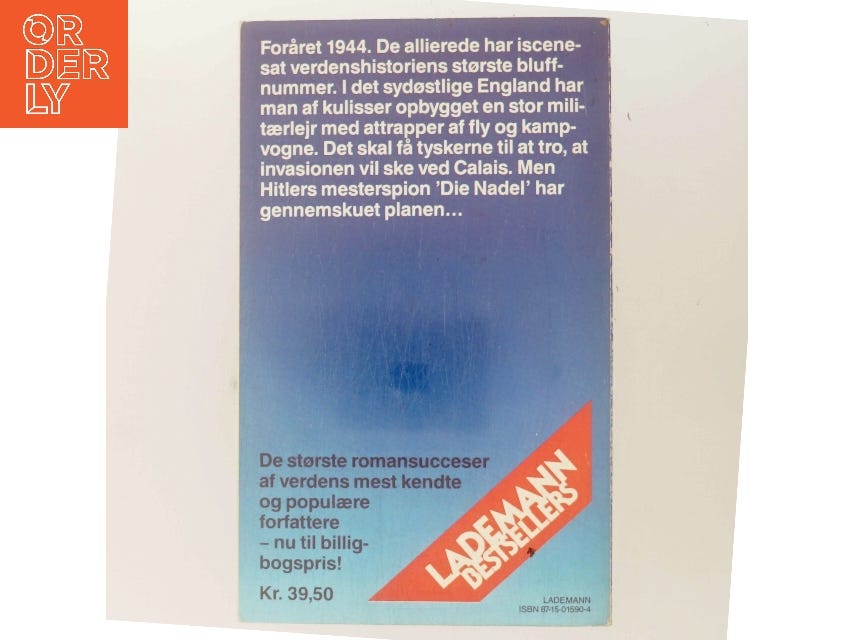 ORDERLY
Foråret 1944. De allierede har iscene-
sat verdenshistoriens største bluff-
nummer. I det sydøstlige England har
man af kulisser opbygget en stor mili-
tærlejr med attrapper af fly og kamp-
vogne. Det skal få tyskerne til at tro, at
invasionen vil ske ved Calais. Men
Hitlers mesterspion ’Die Nadel’ har
gennemskuet planen...
De største romansucceser
af verdens mest kendte
og populære
forfattere
– nu til billig-
bogspris!
Kr. 39,50
LADEMANN
BESTSELLERS
LADEMANN
ISBN 87-15-01590-4